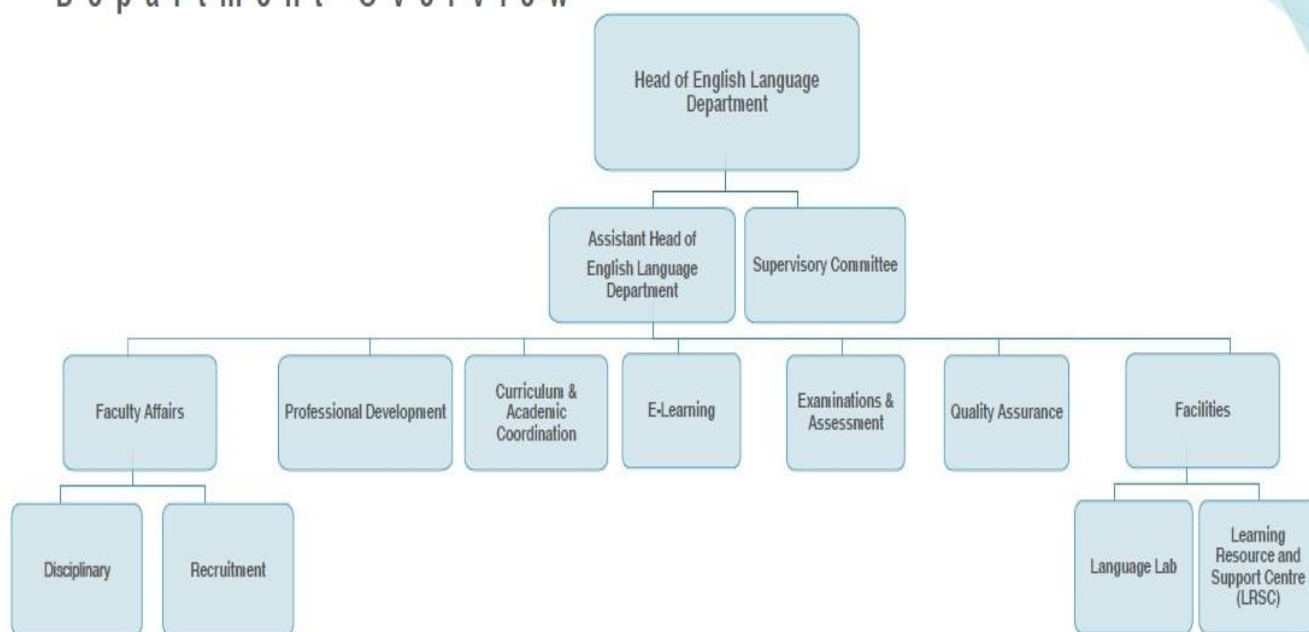 Department Overview
Head of English Language
Department
Assistant Head of
English Language
Department
Supervisory Committee
Faculty Affairs
Professional Development
Curriculum &
Academic
Coordination
E-Learning
Examinations &
Assessment
Quality Assurance
Facilities
Disciplinary
Recruitment
Language Lab
Learning
Resource and
Support Centre
(LRSC)